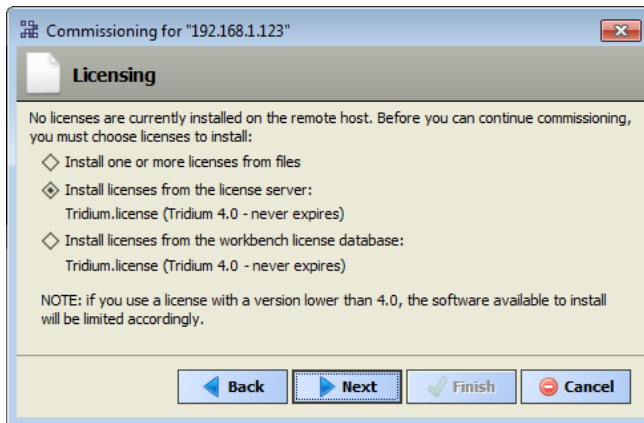 Commissioning for "192.168.1.123"
Licensing
No licenses are currently installed on the remote host. Before you can continue commissioning,
you must choose licenses to install:
Install one or more licenses from files
Install licenses from the license server:
Tridium.license (Tridium 4.0 - never expires)
Install licenses from the workbench license database:
Tridium.license (Tridium 4.0 - never expires)
NOTE: if you use a license with a version lower than 4.0, the software available to install
will be limited accordingly.
Back Next Finish Cancel